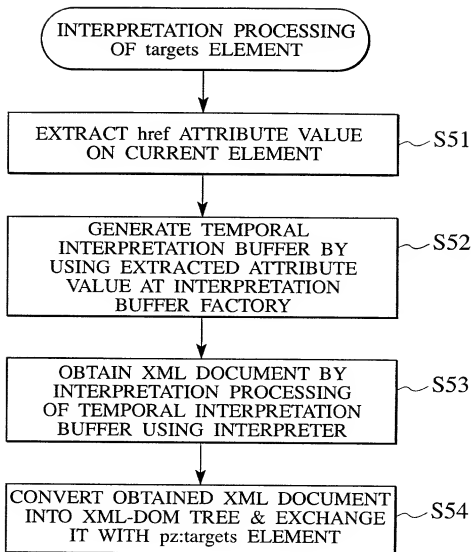 INTERPRETATION PROCESSING
OF targets ELEMENT
EXTRACT href ATTRIBUTE VALUE
ON CURRENT ELEMENT
S51
GENERATE TEMPORAL
INTERPRETATION BUFFER BY
USING EXTRACTED ATTRIBUTE
VALUE AT INTERPRETATION
BUFFER FACTORY
S52
OBTAIN XML DOCUMENT BY
INTERPRETATION PROCESSING
OF TEMPORAL INTERPRETATION
BUFFER USING INTERPRETER
S53
CONVERT OBTAINED XML DOCUMENT
INTO XML-DOM TREE & EXCHANGE
IT WITH pz:targets ELEMENT
S54